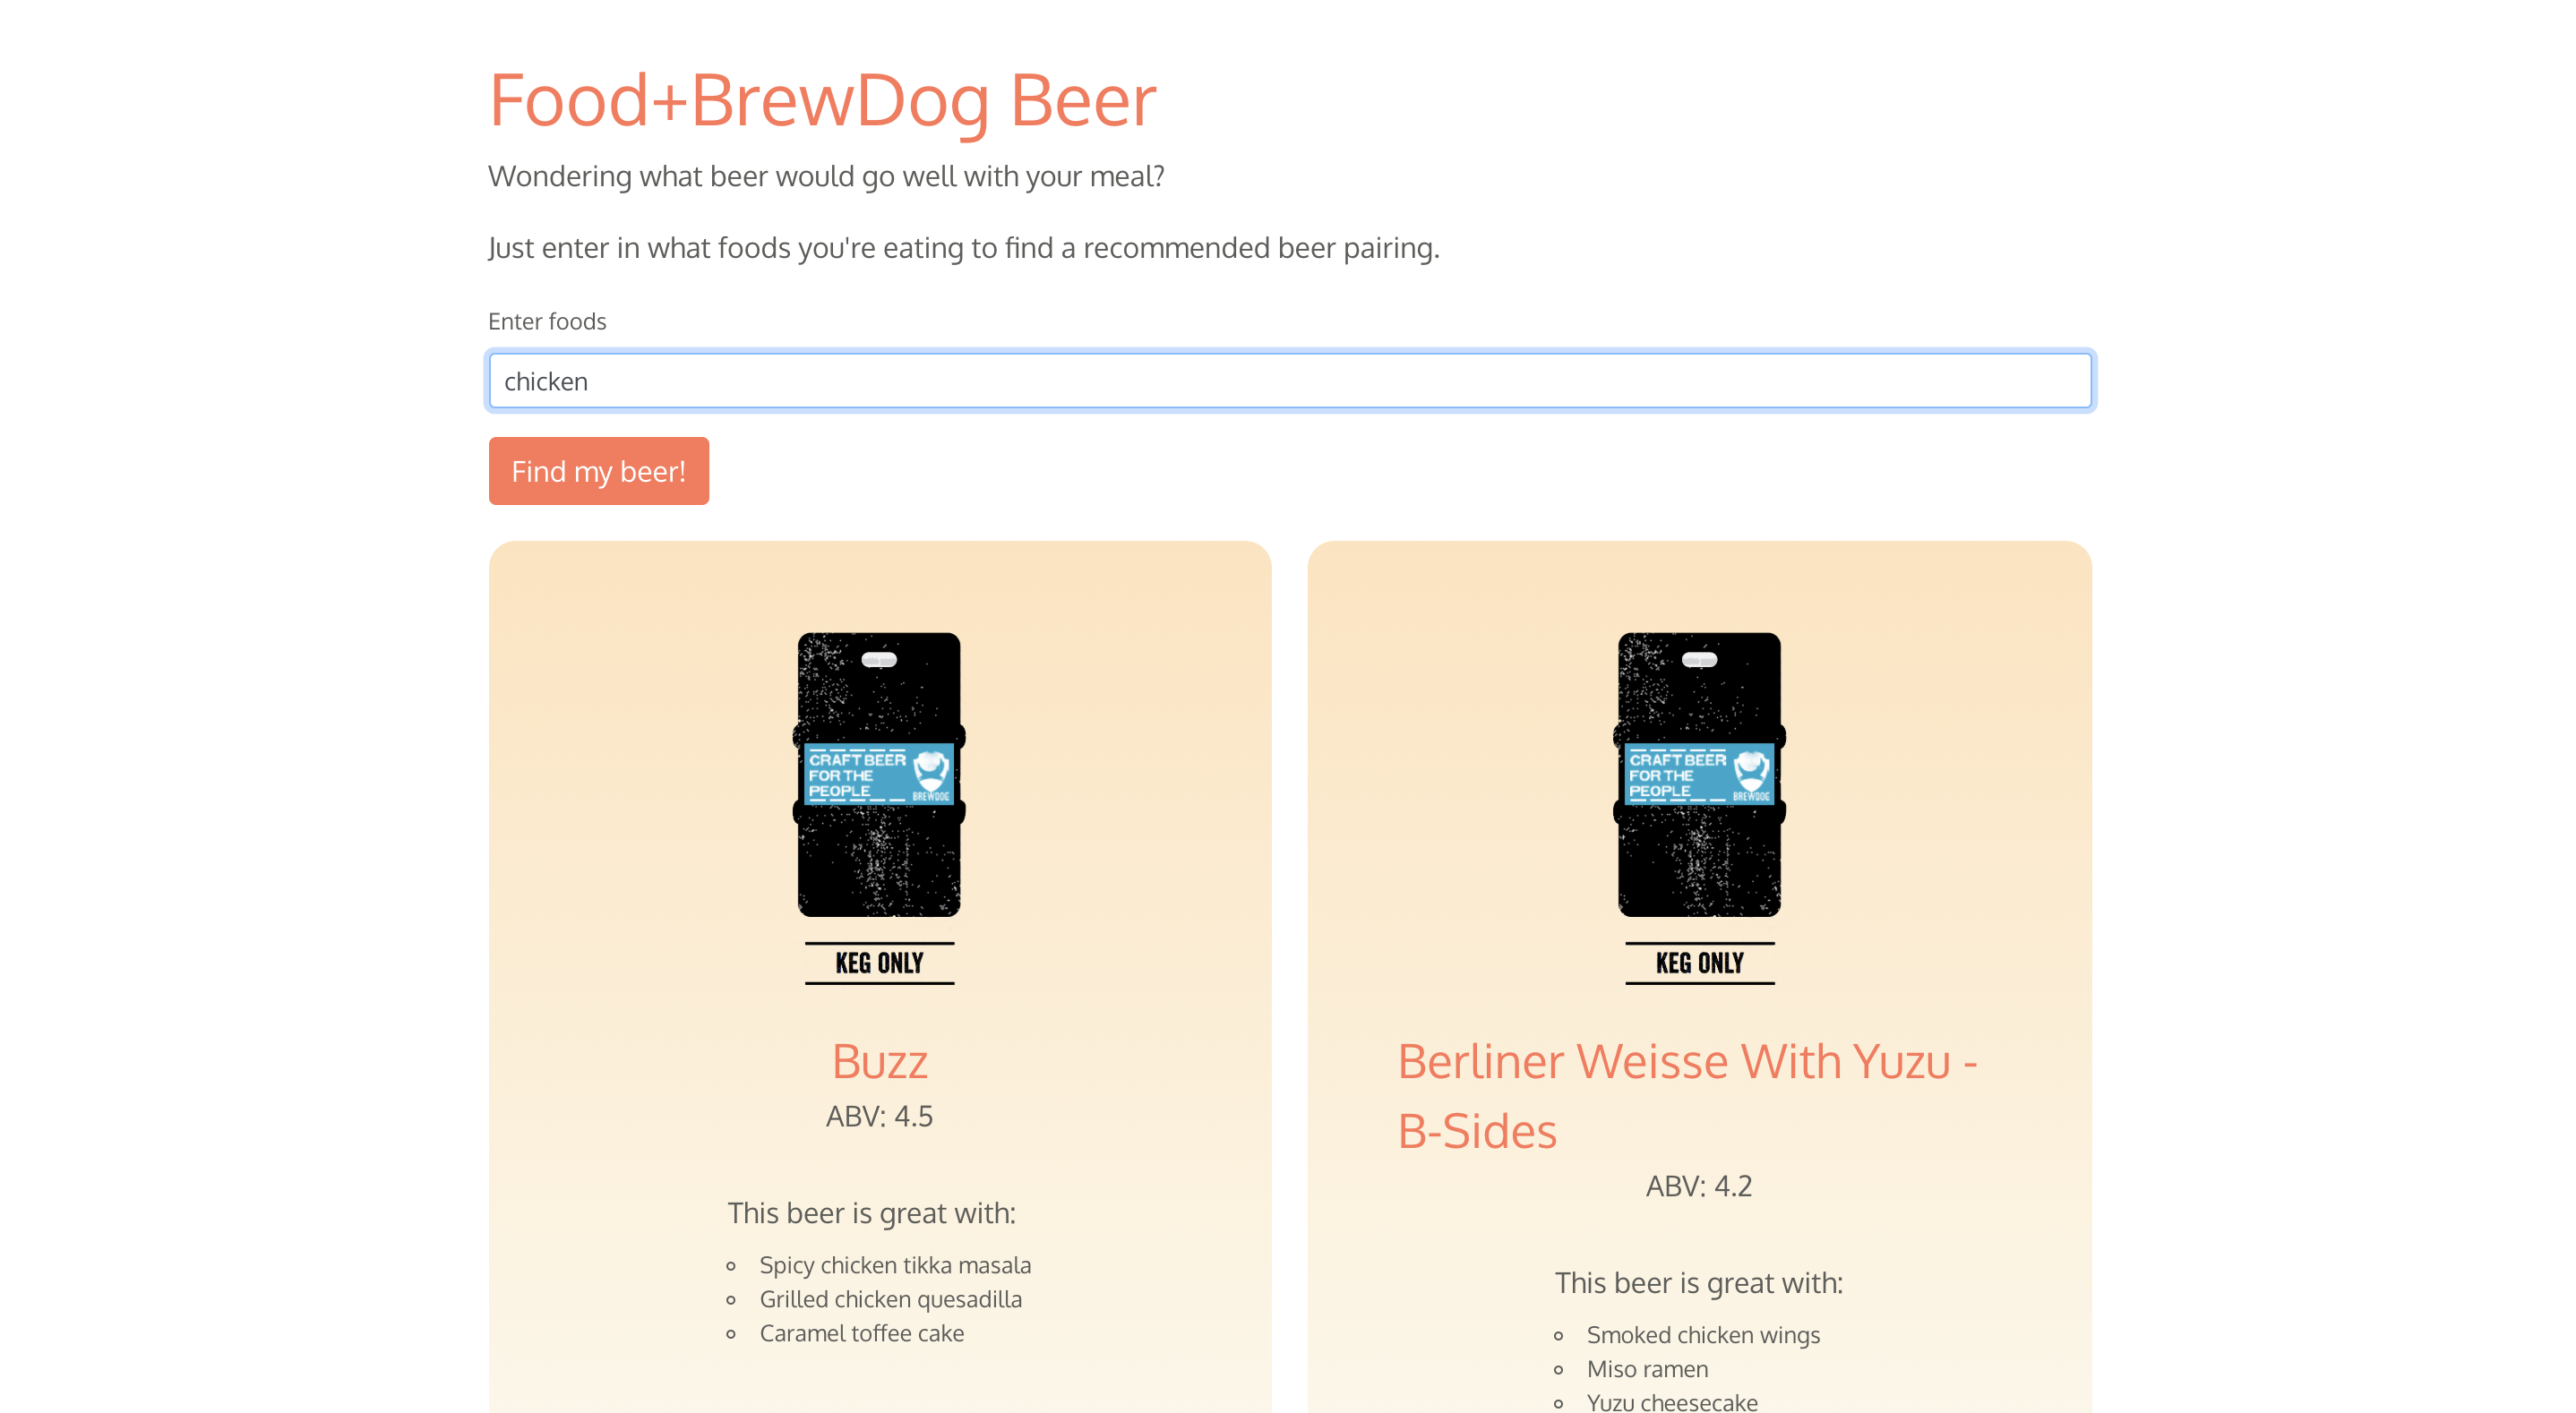 Food+BrewDog Beer
Wondering what beer would go well with your meal?
Just enter in what foods you're eating to find a recommended beer pairing.
Enter foods
chicken
Find my beer!
CRAFT BEER
FOR THE
PEOPLE
BREWDOG
KEG ONLY
Buzz
ABV: 4.5
This beer is great with:
Spicy chicken tikka masala
Grilled chicken quesadilla
Caramel toffee cake
CRAFT BEER
FOR THE
PEOPLE
BREWDOG
KEG ONLY
Berliner Weisse With Yuzu -
B-Sides
ABV: 4.2
This beer is great with:
Smoked chicken wings
Miso ramen
Yuzu cheesecake